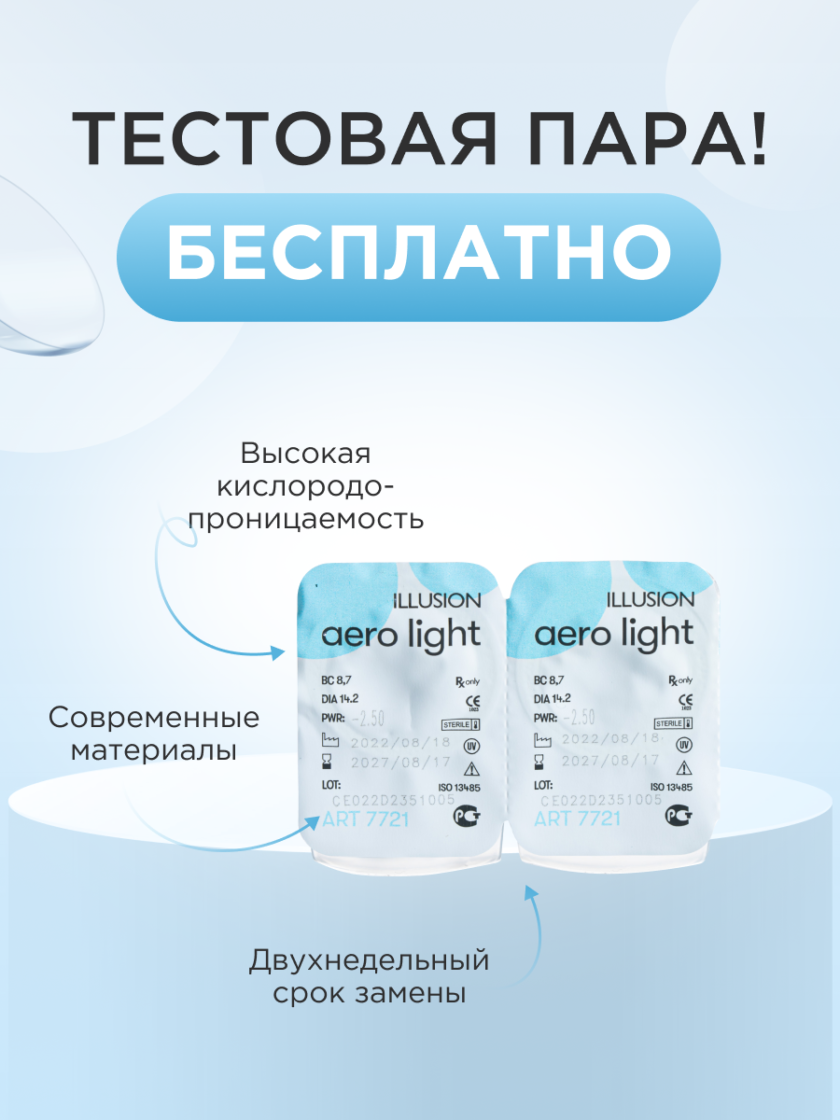 ТЕСТОВАЯ ПАРА!
БЕСПЛАТНО
Высокая
кислородо-
проницаемость
ILLUSION
aero light
BC 8,7
Rx only
DIA 14.2
CE
PWR: -2.50
STERILE
2022/08/18
UV
2027/08/17
LOT:
ISO 13485
CE022D2351005
ART 7721
ILLUSION
aero light
BC 8,7
Rx only
DIA 14.2
CE
PWR: -2.50
STERILE
2022/08/18
UV
2027/08/17
LOT:
ISO 13485
CE022D2351005
ART 7721
Современные
материалы
Двухнедельный
срок замены